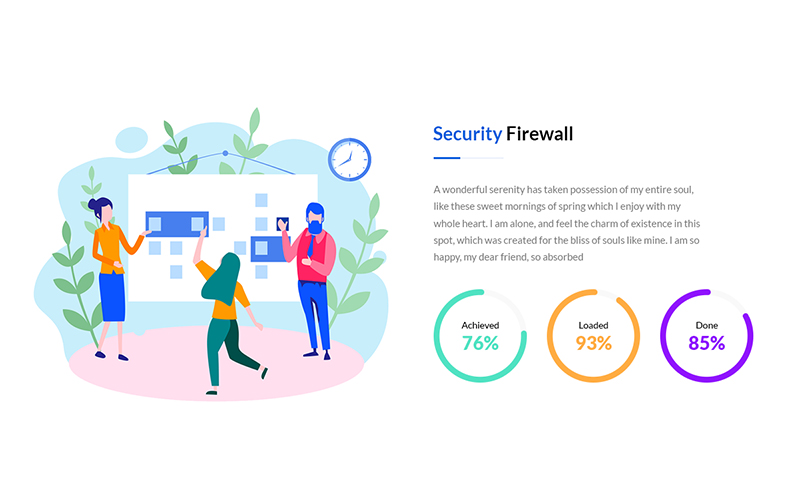 Security Firewall
A wonderful serenity has taken possession of my entire soul,
like these sweet mornings of spring which I enjoy with my
whole heart. I am alone, and feel the charm of existence in this
spot, which was created for the bliss of souls like mine. I am so
happy, my dear friend, so absorbed
Achieved
76%
Loaded
93%
Done
85%